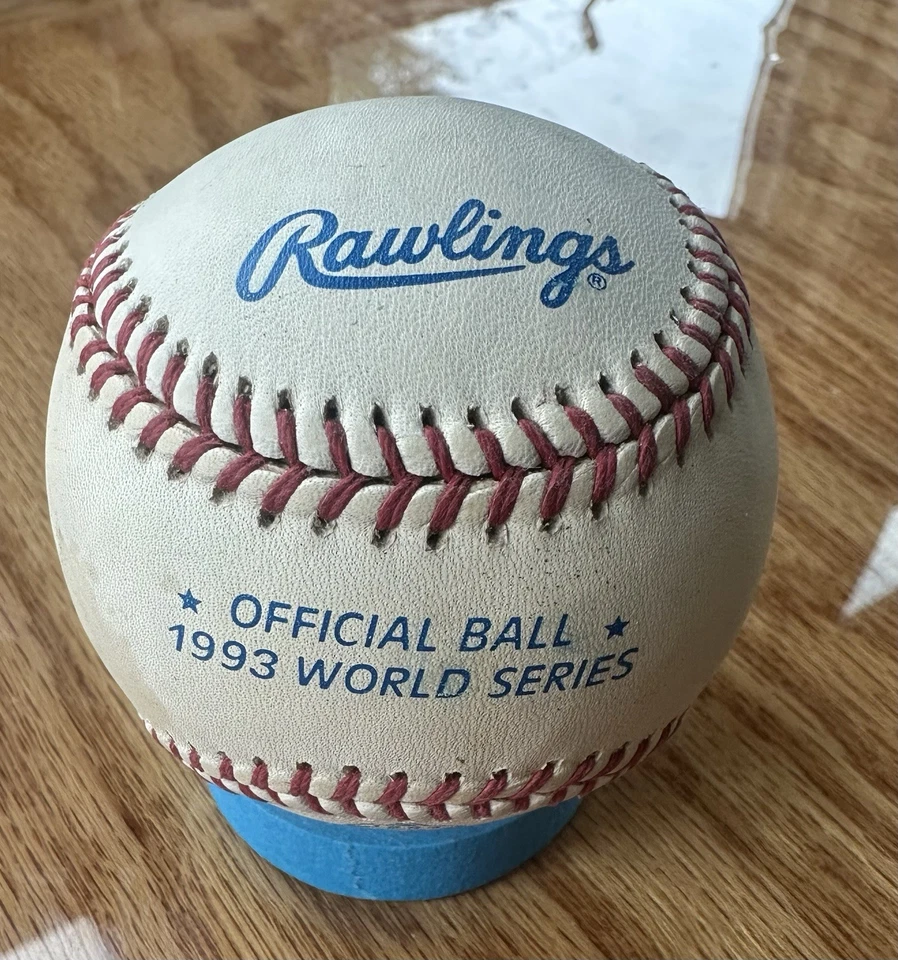 Rawlings®
★ OFFICIAL BALL ★
1993 WORLD SERIES